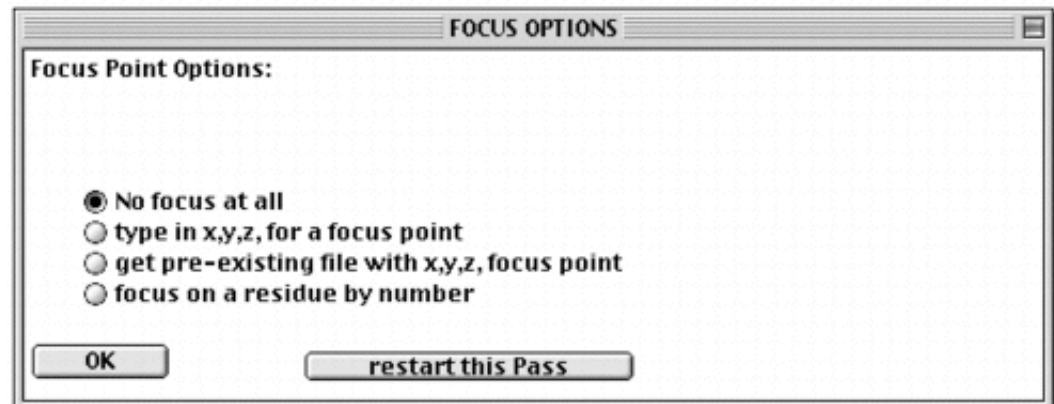 FOCUS OPTIONS
Focus Point Options:
No focus at all
type in x,y,z, for a focus point
get pre-existing file with x,y,z, focus point
focus on a residue by number
OK
restart this Pass